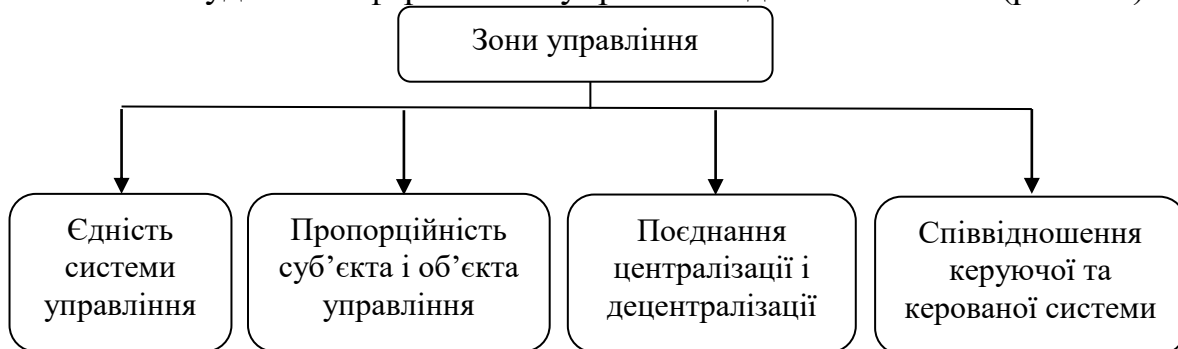 Зони управління
Єдність
системи
управління
Пропорційність
суб’єкта і об’єкта
управління
Поєднання
централізації і
децентралізації
Співвідношення
керуючої та
керованої системи